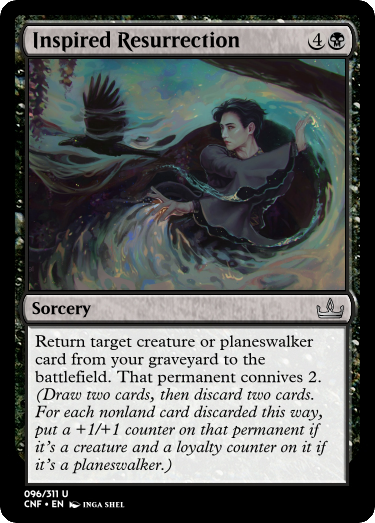 Inspired Resurrection 4
Sorcery
Return target creature or planeswalker
card from your graveyard to the
battlefield. That permanent connives 2.
(Draw two cards, then discard two cards.
For each nonland card discarded this way,
put a +1/+1 counter on that permanent if
it's a creature and a loyalty counter on it if
it's a planeswalker.)
096/311 U
CNF • EN INGA SHEL